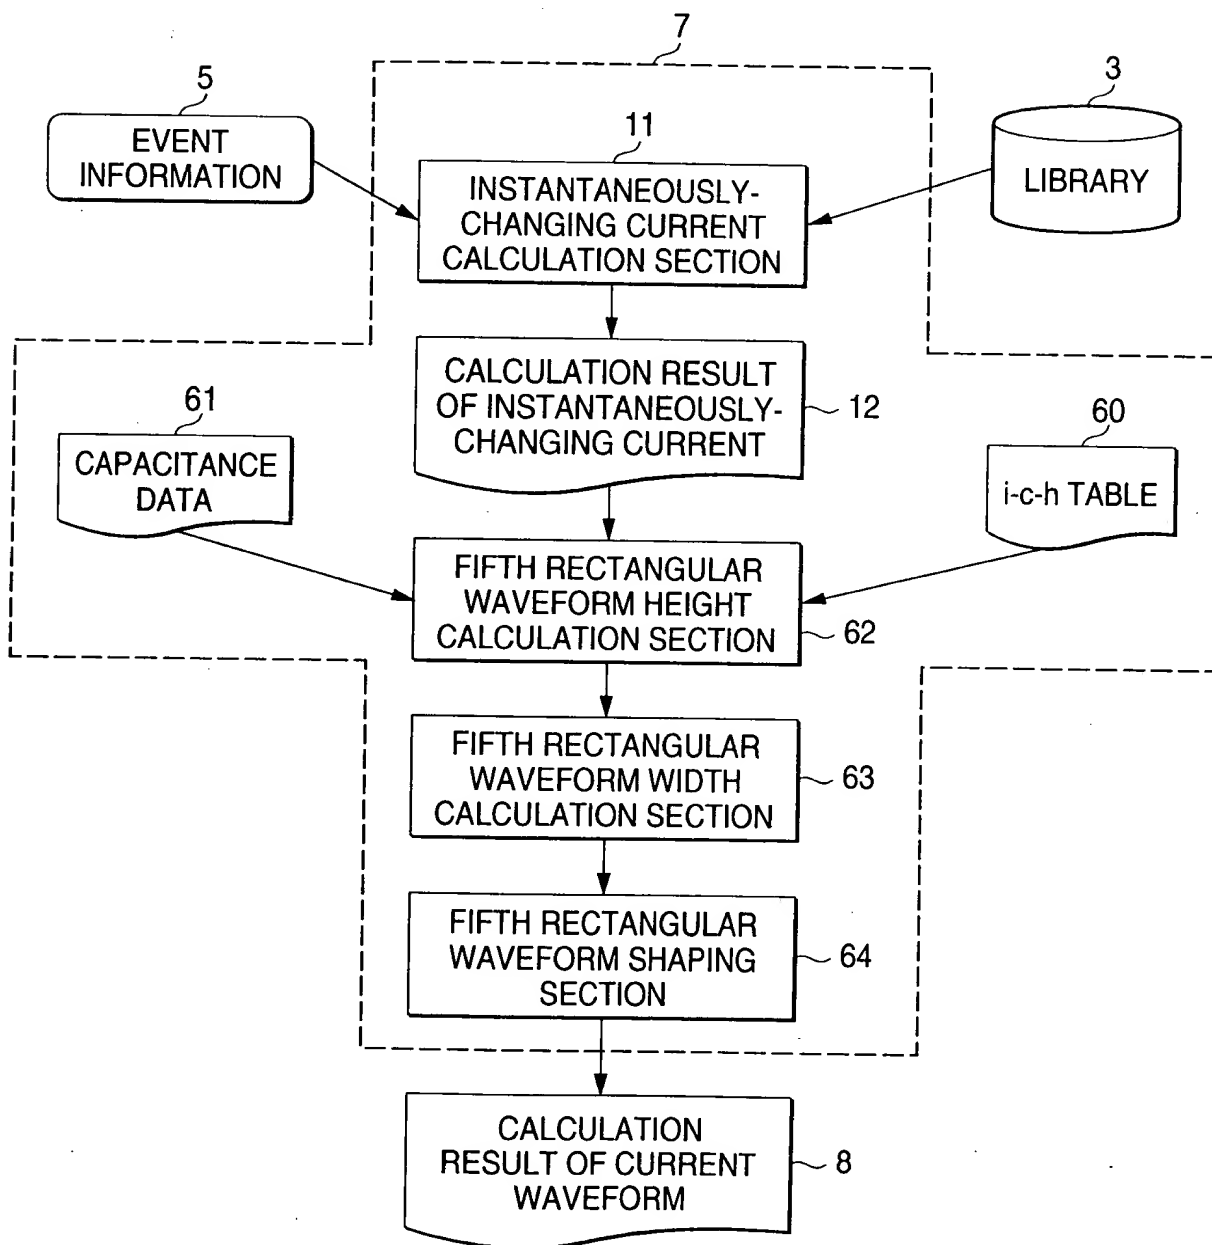 7
5
EVENT
INFORMATION
3
LIBRARY
11
INSTANTANEOUSLY-
CHANGING CURRENT
CALCULATION SECTION
CALCULATION RESULT
OF INSTANTANEOUSLY-
CHANGING CURRENT
12
61
CAPACITANCE
DATA
60
i-c-h TABLE
FIFTH RECTANGULAR
WAVEFORM HEIGHT
CALCULATION SECTION
62
FIFTH RECTANGULAR
WAVEFORM WIDTH
CALCULATION SECTION
63
FIFTH RECTANGULAR
WAVEFORM SHAPING
SECTION
64
CALCULATION
RESULT OF CURRENT
WAVEFORM
8